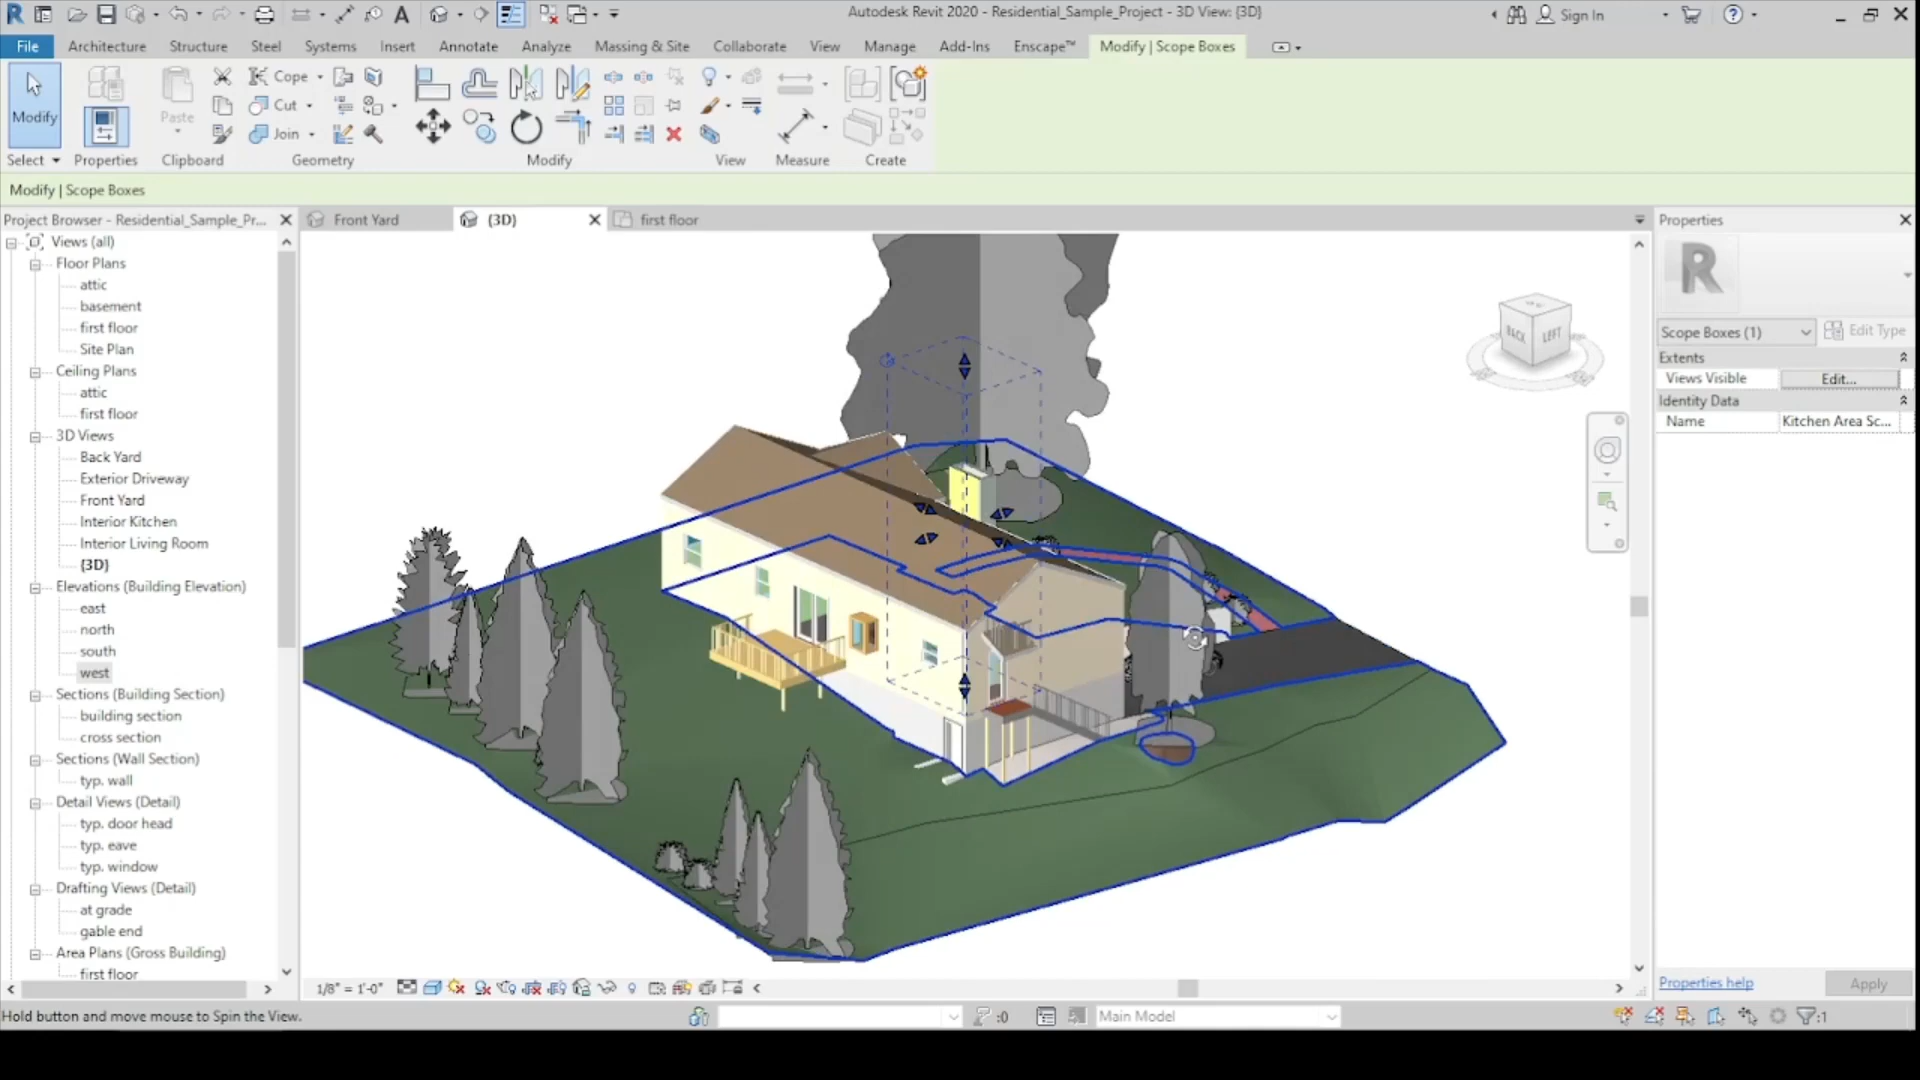 Autodesk Revit 2020 - Residential_Sample_Project - 3D View: {3D}
Sign In
File Architecture Structure Steel Systems Insert Annotate Analyze Massing & Site Collaborate View Manage Add-Ins Enscape™ Modify | Scope Boxes
Modify
Paste
Cope
Cut
Join
Select Properties Clipboard Geometry Modify View Measure Create
Modify | Scope Boxes
Project Browser - Residential_Sample_Pr...
Views (all)
Floor Plans
attic
basement
first floor
Site Plan
Ceiling Plans
attic
first floor
3D Views
Back Yard
Exterior Driveway
Front Yard
Interior Kitchen
Interior Living Room
{3D}
Elevations (Building Elevation)
east
north
south
west
Sections (Building Section)
building section
cross section
Sections (Wall Section)
typ. wall
Detail Views (Detail)
typ. door head
typ. eave
typ. window
Drafting Views (Detail)
at grade
gable end
Area Plans (Gross Building)
first floor
Front Yard
{3D}
first floor
BACK
LEFT
Properties
R
Scope Boxes (1)
Edit Type
Extents
Views Visible
Edit...
Identity Data
Name
Kitchen Area Sc...
Properties help
Apply
1/8" = 1'-0"
Hold button and move mouse to Spin the View.
:0
Main Model
:1